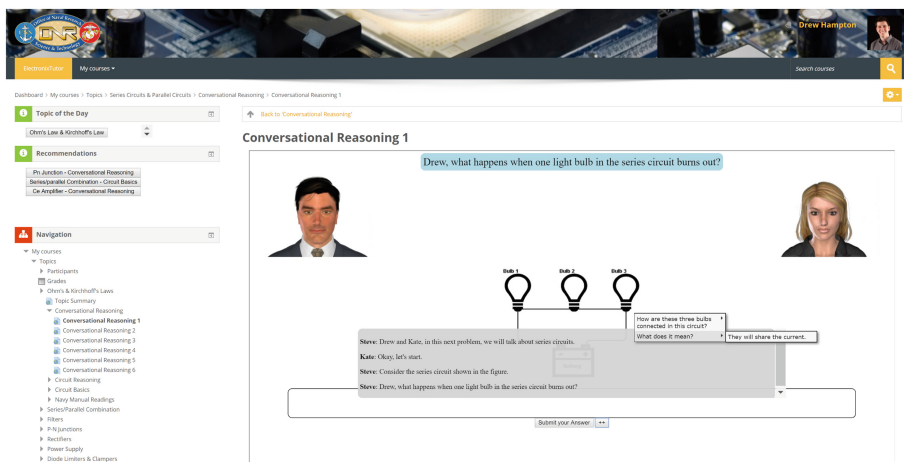 Office of Naval Research
ONR
Science & Technology
Drew Hampton
ElectronixTutor
My courses
Search courses
Dashboard > My courses > Topics > Series Circuits & Parallel Circuits > Conversational Reasoning > Conversational Reasoning 1
Topic of the Day
Ohm's Law & Kirchhoff's Law
Recommendations
Pn Junction - Conversational Reasoning
Series/parallel Combination - Circuit Basics
Ce Amplifier - Conversational Reasoning
Navigation
My courses
Topics
Participants
Grades
Ohm's & Kirchhoff's Laws
Topic Summary
Conversational Reasoning
Conversational Reasoning 1
Conversational Reasoning 2
Conversational Reasoning 3
Conversational Reasoning 4
Conversational Reasoning 5
Conversational Reasoning 6
Circuit Reasoning
Circuit Basics
Navy Manual Readings
Series/Parallel Combination
Filters
P-N Junctions
Rectifiers
Power Supply
Diode Limiters & Clampers
Back to 'Conversational Reasoning'
Conversational Reasoning 1
Drew, what happens when one light bulb in the series circuit burns out?
Bulb 1
Bulb 2
Bulb 3
How are these three bulbs
connected in this circuit?
What does it mean?
They will share the current.
Steve: Drew and Kate, in this next problem, we will talk about series circuits.
Kate: Okay, let's start.
Steve: Consider the series circuit shown in the figure.
Steve: Drew, what happens when one light bulb in the series circuit burns out?
Submit your Answer
++